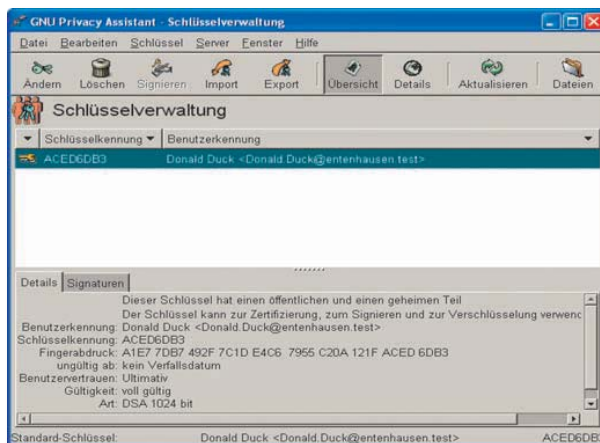 GNU Privacy Assistant - Schlüsselverwaltung
Datei Bearbeiten Schlüssel Server Fenster Hilfe
Ändern Löschen Signieren Import Export Übersicht Details Aktualisieren Dateien
Schlüsselverwaltung
Schlüsselkennung Benutzerkennung
ACED6DB3 Donald Duck <Donald.Duck@entenhausen.test>
Details Signaturen
Dieser Schlüssel hat einen öffentlichen und einen geheimen Teil
Der Schlüssel kann zur Zertifizierung, zum Signieren und zur Verschlüsselung verwend
Benutzerkennung: Donald Duck <Donald.Duck@entenhausen.test>
Schlüsselkennung: ACED6DB3
Fingerabdruck: A1E7 7DB7 492F 7C1D E4C6 7955 C20A 121F ACED 6DB3
ungültig ab: kein Verfallsdatum
Benutzervertrauen: Ultimativ
Gültigkeit: voll gültig
Art: DSA 1024 bit
Standard-Schlüssel: Donald Duck <Donald.Duck@entenhausen.test> ACED6DB